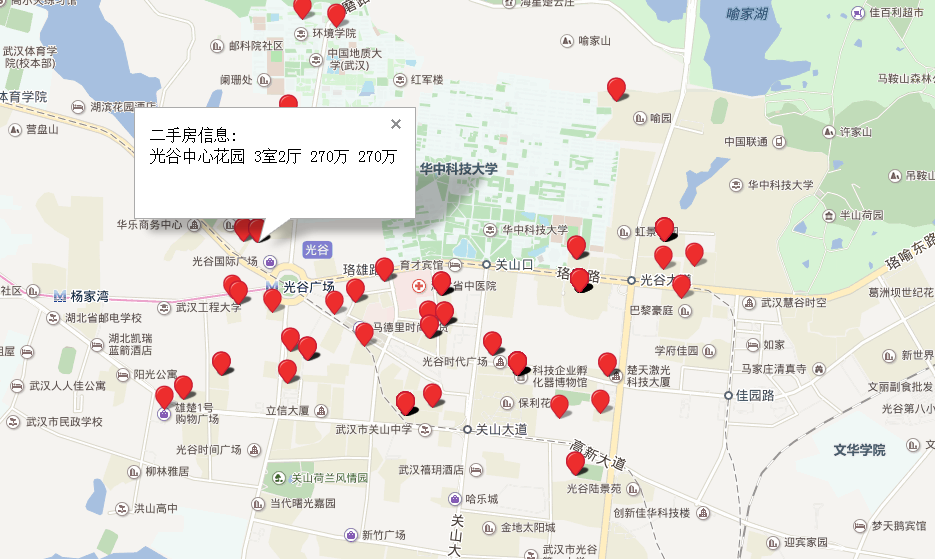 海星楚云庄
喻家湖
佳百利超市
环境学院
邮科院社区
喻家山
武汉体育学
院(校本部)
中国地质大
学(武汉)
阑珊处
红军楼
马鞍山森林公
体育学院
湖滨花园酒店
营盘山
喻园
许家山
中国联通
二手房信息:
光谷中心花园 3室2厅 270万 270万
华中科技大学
吊鞍山
华中科技大学
半山荷园
华乐商务中心
华中科技大学
虹景
光谷
光谷国际广场
珞雄路
育才宾馆
关山口
珞喻东路
光谷大道
杨家湾
光谷广场
省中医院
葛洲坝世纪花
武汉工程大学
武汉慧谷时空
巴黎豪庭
湖北省邮电学校
马德里时间
湖北凯瑞
蓝箭酒店
光谷时代广场
学府佳园
如家
新世界
阳光公寓
科技企业孵
化器博物馆
楚天激光
科技大厦
马家庄清真寺
武汉人人佳公寓
文丽副食批发
佳园路
保利花
光谷第八小
雄楚1号
购物广场
立信大厦
武汉市民政学校
武汉市关山中学
关山大道
光谷时间广场
高新大道
文华学院
武汉
柳林雅居
武汉禧玥酒店
关山荷兰风情园
光谷陆景苑
哈乐城
洪山高中
当代曙光嘉园
创新佳华科技楼
关山大
新竹广场
金地太阳城
梦天鹅宾馆
武汉市光谷
迎宾家园